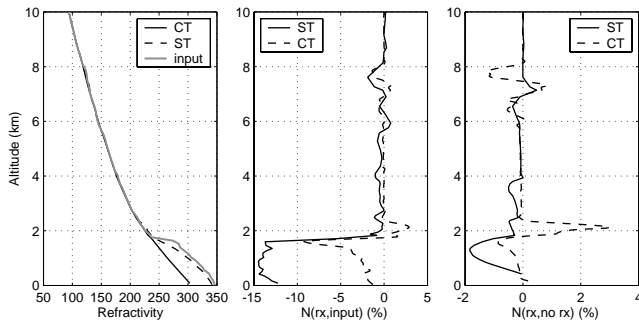 10
8
6
4
2
0
Altitude (km)
50 100 150 200 250 300 350
Refractivity
CT
ST
input
10
8
6
4
2
0
-15 -10 -5 0 5
N(rx,input) (%)
ST
CT
10
8
6
4
2
0
-2 0 2 4
N(rx,no rx) (%)
ST
CT